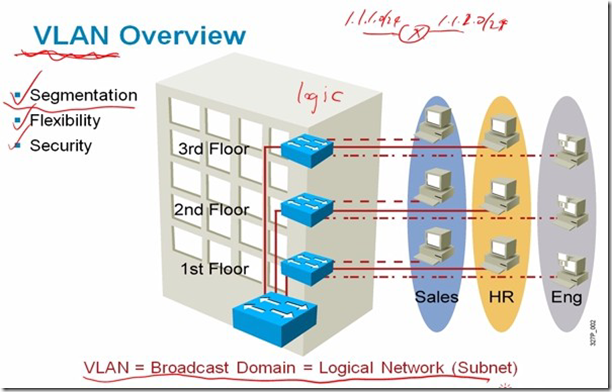 VLAN Overview
1.1.1.0/24 1.1.2.0/24
Segmentation
Flexibility
Security
logic
3rd Floor
2nd Floor
1st Floor
Sales HR Eng
327P_002
VLAN = Broadcast Domain = Logical Network (Subnet)